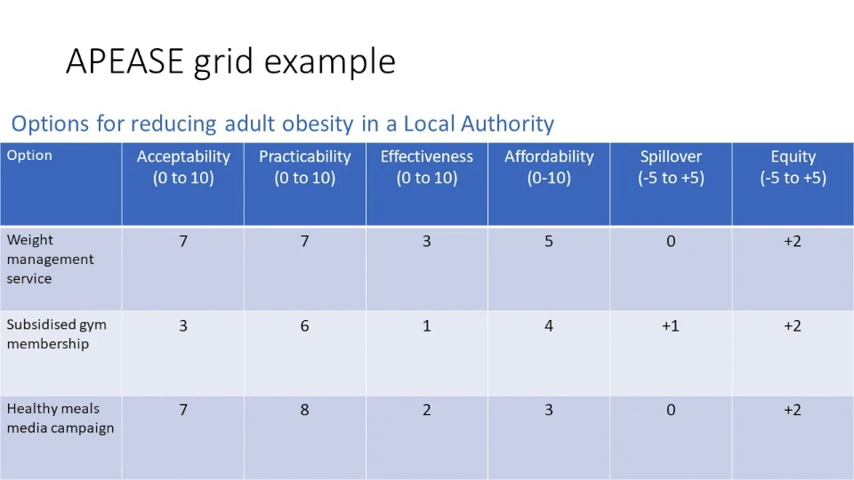 APEASE grid example
Options for reducing adult obesity in a Local Authority
Option Acceptability (0 to 10) Practicability (0 to 10) Effectiveness (0 to 10) Affordability (0-10) Spillover (-5 to +5) Equity (-5 to +5)
Weight management service 7 7 3 5 0 +2
Subsidised gym membership 3 6 1 4 +1 +2
Healthy meals media campaign 7 8 2 3 0 +2